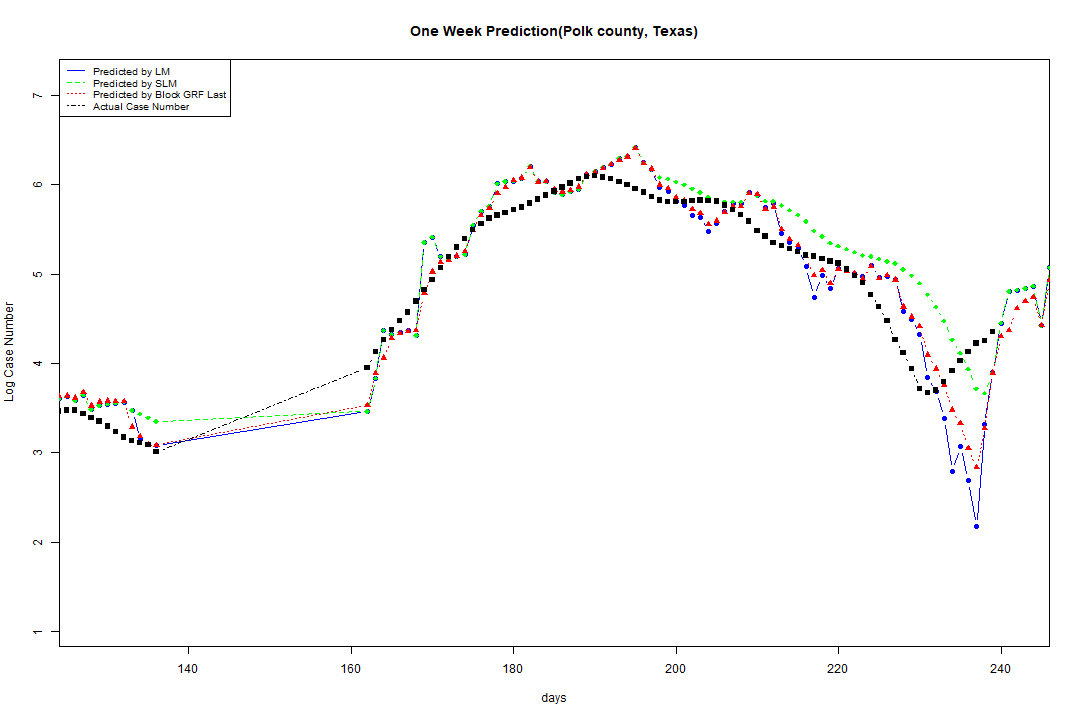 One Week Prediction(Polk county, Texas)
Predicted by LM
Predicted by SLM
Predicted by Block GRF Last
Actual Case Number
7
6
5
4
3
2
1
Log Case Number
140 160 180 200 220 240
days